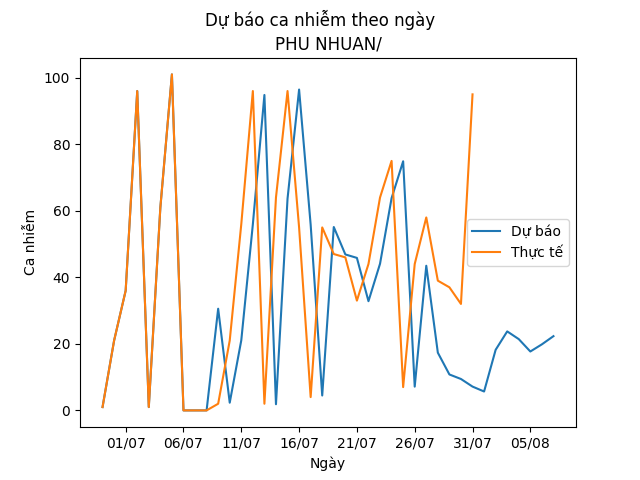 Dự báo ca nhiễm theo ngày
PHU NHUAN/
100
80
60
40
20
0
Ca nhiễm
Dự báo
Thực tế
01/07 06/07 11/07 16/07 21/07 26/07 31/07 05/08
Ngày